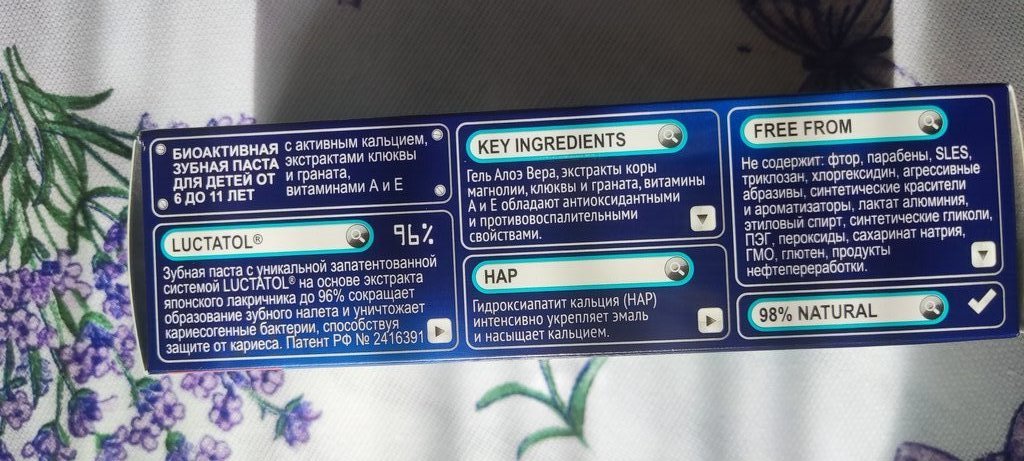 БИОАКТИВНАЯ
ЗУБНАЯ ПАСТА
ДЛЯ ДЕТЕЙ ОТ
6 ДО 11 ЛЕТ
с активным кальцием,
экстрактами клюквы
и граната,
витаминами А и Е
LUCTATOL®
96%
Зубная паста с уникальной запатентованной
системой LUCTATOL® на основе экстракта
японского лакричника до 96% сокращает
образование зубного налета и уничтожает
кариесогенные бактерии, способствуя
защите от кариеса. Патент РФ № 2416391
KEY INGREDIENTS
Гель Алоэ Вера, экстракты коры
магнолии, клюквы и граната, витамины
А и Е обладают антиоксидантными
и противовоспалительными
свойствами.
HAP
Гидроксиапатит кальция (HAP)
интенсивно укрепляет эмаль
и насыщает кальцием.
FREE FROM
Не содержит: фтор, парабены, SLES,
триклозан, хлоргексидин, агрессивные
абразивы, синтетические красители
и ароматизаторы, лактат алюминия,
этиловый спирт, синтетические гликоли,
ПЭГ, пероксиды, сахаринат натрия,
ГМО, глютен, продукты
нефтепереработки.
98% NATURAL